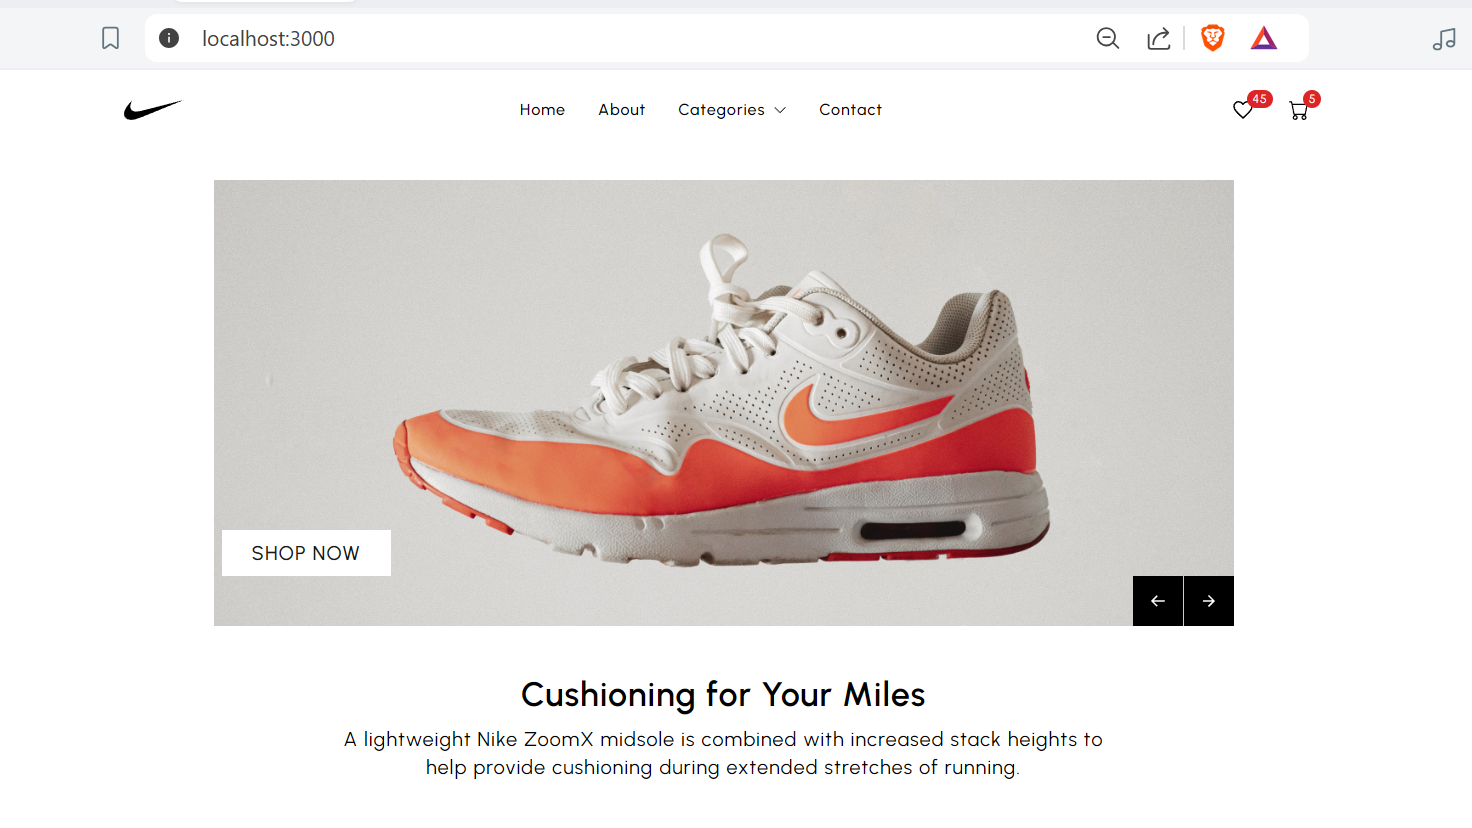 localhost:3000
Home About Categories Contact 45 5
SHOP NOW
Cushioning for Your Miles
A lightweight Nike ZoomX midsole is combined with increased stack heights to
help provide cushioning during extended stretches of running.